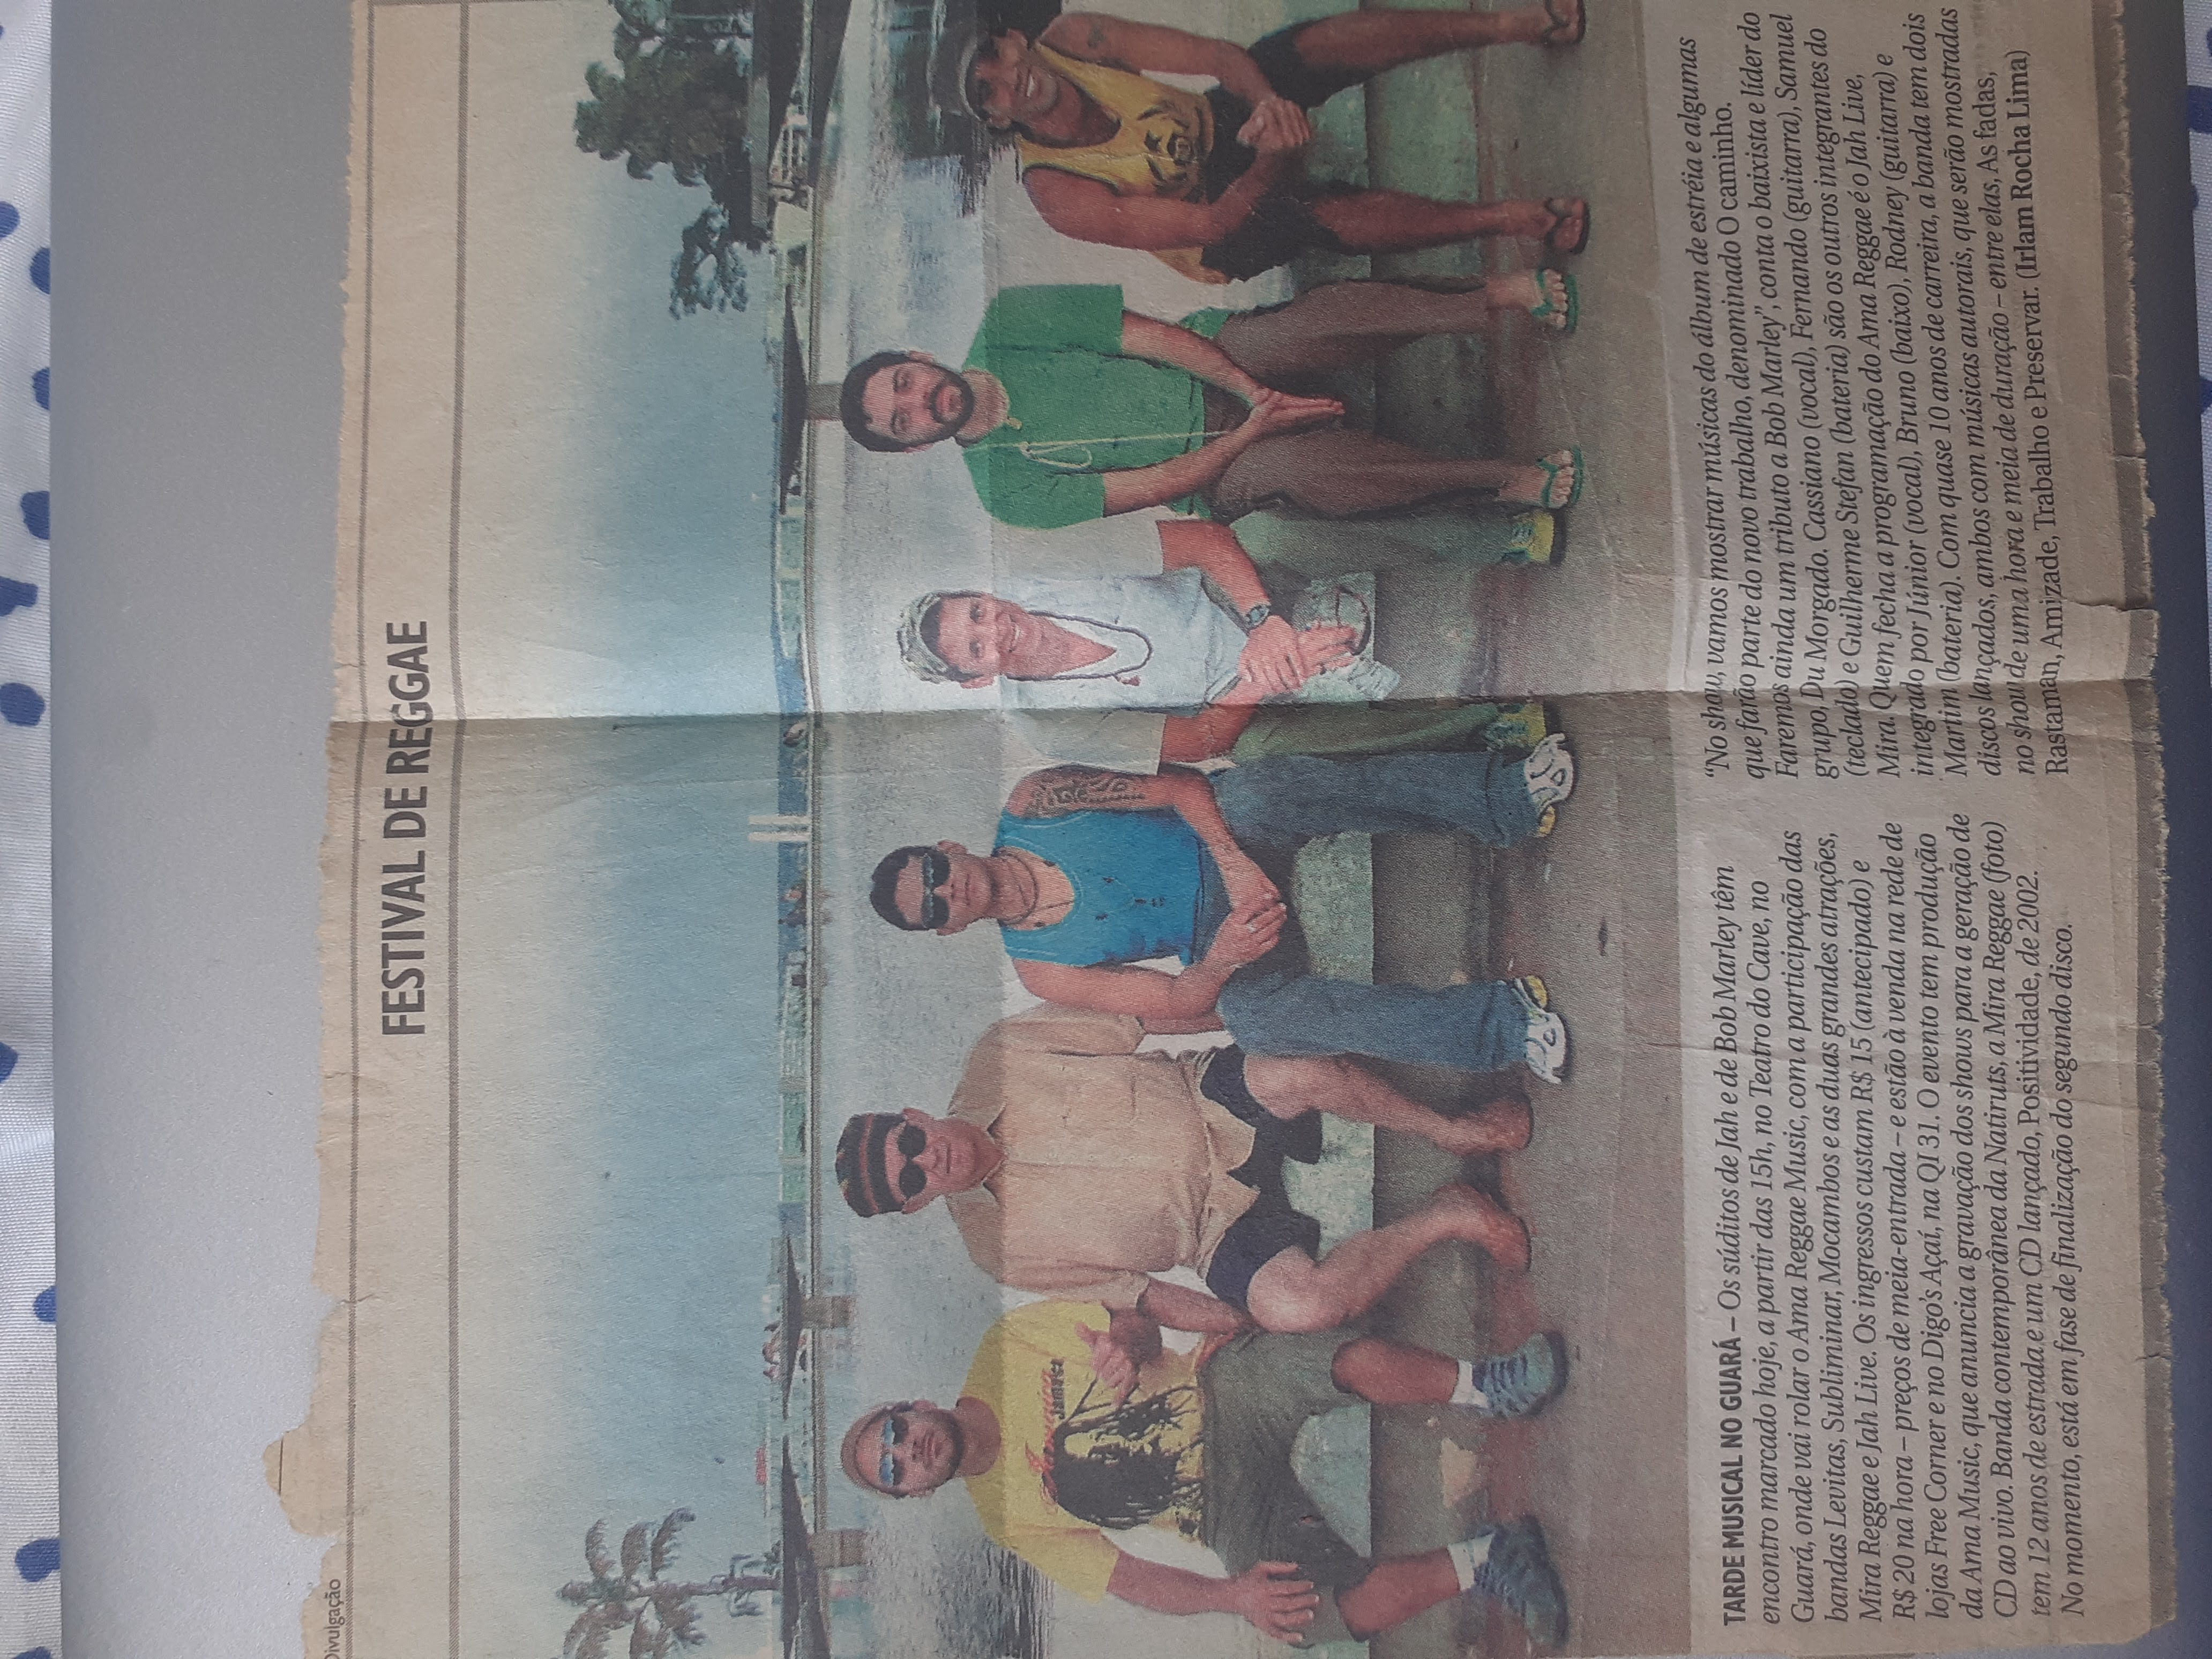 Divulgação
FESTIVAL DE REGGAE
TARDE MUSICAL NO GUARÁ – Os súditos de Jah e de Bob Marley têm
encontro marcado hoje, a partir das 15h, no Teatro do Cave, no
Guará, onde vai rolar o Ama Reggae Music, com a participação das
bandas Levitas, Sublimimar, Mocambos e as duas grandes atrações,
Mira Reggae e Jah Live. Os ingressos custam R$ 15 (antecipado) e
R$ 20 na hora – preços de meia-entrada – e estão à venda na rede de
lojas Free Corner e no Digo's Açaí, na QI 31. O evento tem produção
da Ama Music, que anuncia a gravação dos shows para a geração de
CD ao vivo. Banda contemporânea da Natiruts, a Mira Reggae (foto)
tem 12 anos de estrada e um CD lançado, Positividade, de 2002.
No momento, está em fase de finalização do segundo disco.
“No show, vamos mostrar músicas do álbum de estréia e algumas
que farão parte do novo trabalho, denominado O caminho.
Faremos ainda um tributo a Bob Marley”, conta o baixista e líder do
grupo, Du Morgado. Cassiano (vocal), Fernando (guitarra), Samuel
(teclado) e Guilherme Stefan (bateria) são os outros integrantes do
Mira. Quem fecha a programação do Ama Reggae é o Jah Live,
integrado por Júnior (vocal), Bruno (baixo), Rodney (guitarra) e
Martim (bateria). Com quase 10 anos de carreira, a banda tem dois
discos lançados, ambos com músicas autorais, que serão mostradas
no show de uma hora e meia de duração – entre elas, As fadas,
Rastaman, Amizade, Trabalho e Preservar. (Irlam Rocha Lima)